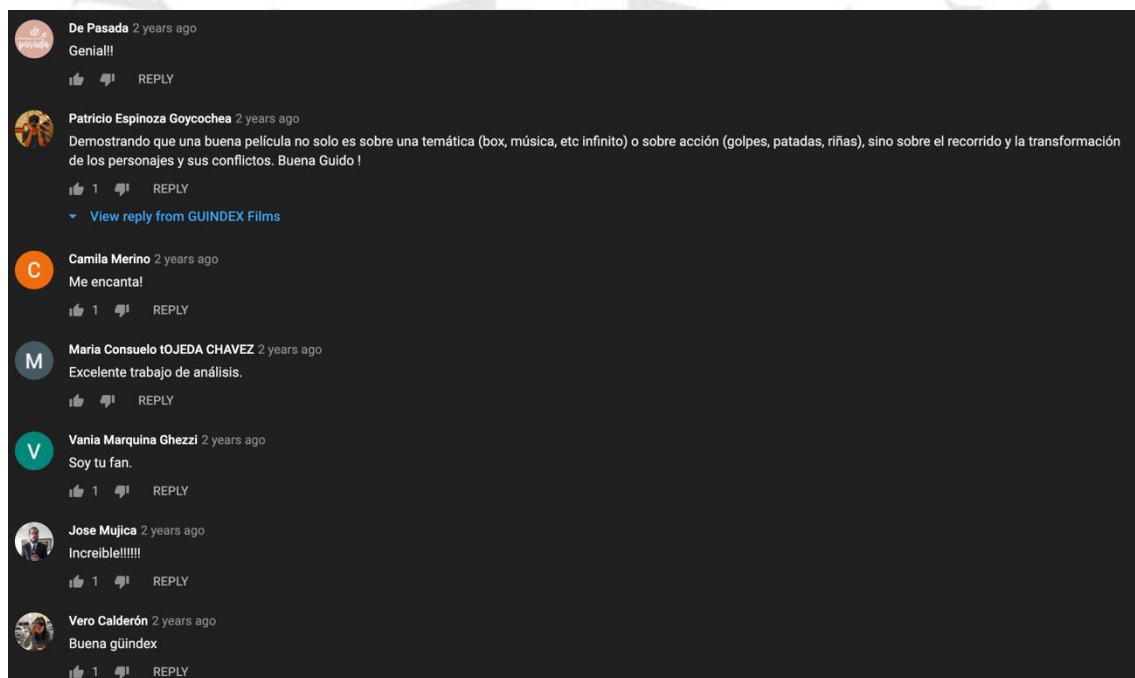 de
pasada
De Pasada 2 years ago
Genial!!
REPLY
Patricio Espinoza Goycochea 2 years ago
Demostrando que una buena película no solo es sobre una temática (box, música, etc infinito) o sobre acción (golpes, patadas, riñas), sino sobre el recorrido y la transformación
de los personajes y sus conflictos. Buena Guido !
1 REPLY
View reply from GUINDEX Films
C
Camila Merino 2 years ago
Me encanta!
1 REPLY
M
Maria Consuelo tOJEDA CHAVEZ 2 years ago
Excelente trabajo de análisis.
REPLY
V
Vania Marquina Ghezzi 2 years ago
Soy tu fan.
1 REPLY
Jose Mujica 2 years ago
Increible!!!!!!
1 REPLY
Vero Calderón 2 years ago
Buena güindex
1 REPLY